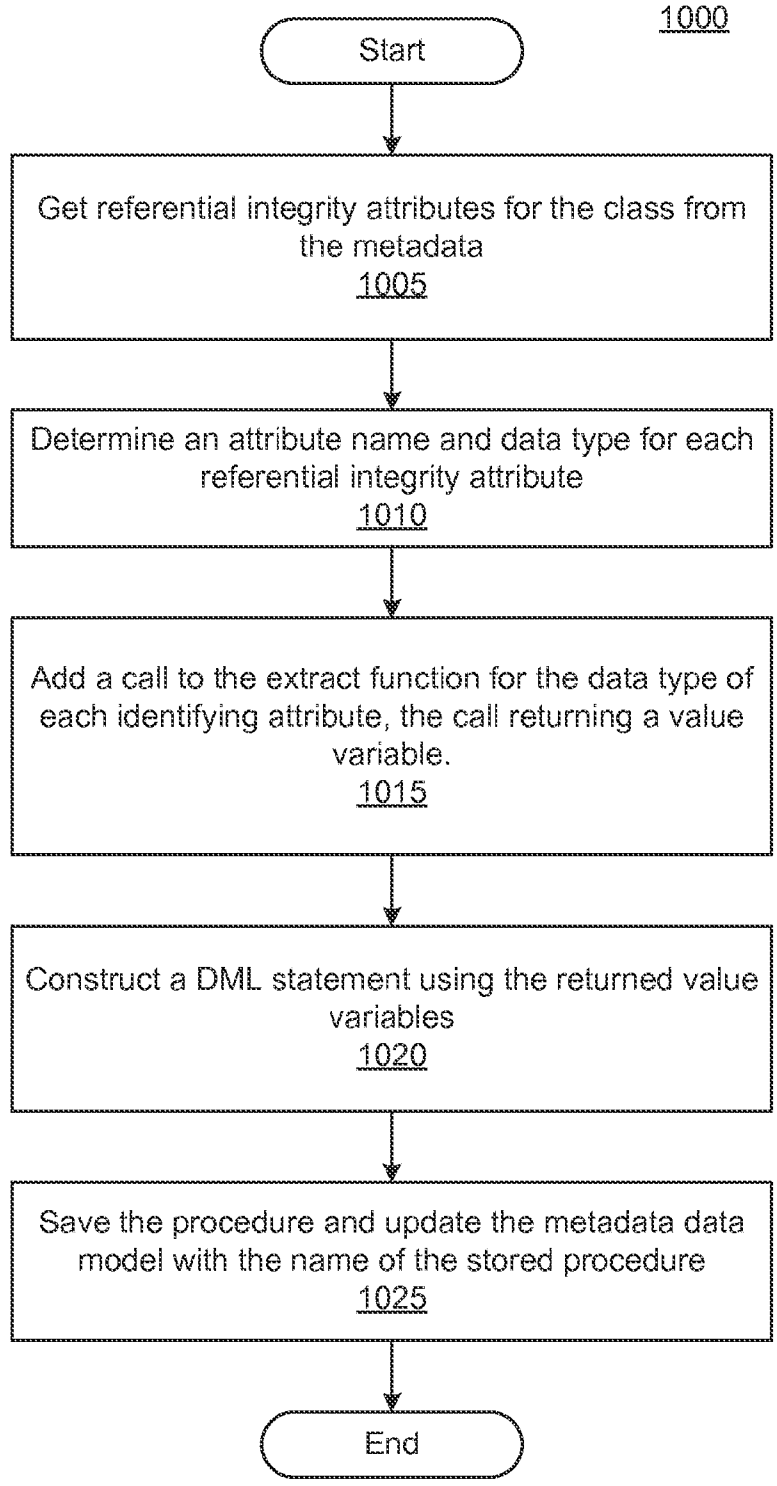 1000
Start
Get referential integrity attributes for the class from
the metadata
1005
Determine an attribute name and data type for each
referential integrity attribute
1010
Add a call to the extract function for the data type of
each identifying attribute, the call returning a value
variable.
1015
Construct a DML statement using the returned value
variables
1020
Save the procedure and update the metadata data
model with the name of the stored procedure
1025
End